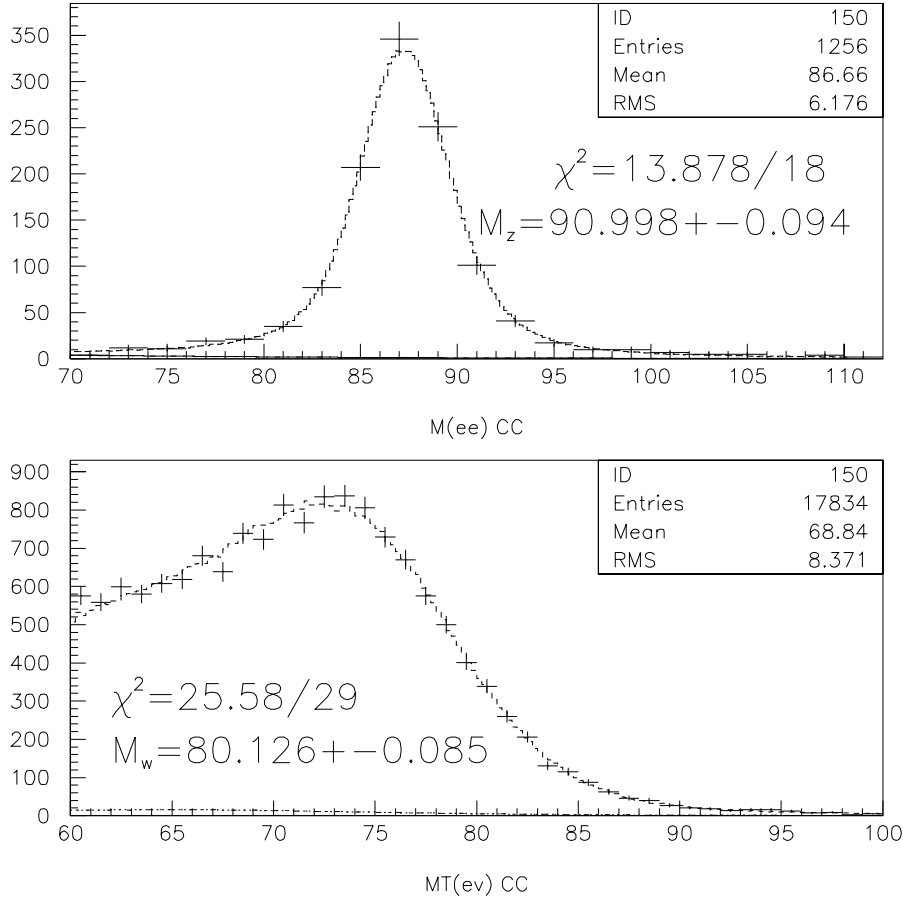 350
300
250
200
150
100
50
0
ID 150
Entries 1256
Mean 86.66
RMS 6.176
χ²=13.878/18
M_z=90.998+−0.094
70 75 80 85 90 95 100 105 110
M(ee) CC
900
800
700
600
500
400
300
200
100
0
ID 150
Entries 17834
Mean 68.84
RMS 8.371
χ²=25.58/29
M_w=80.126+−0.085
60 65 70 75 80 85 90 95 100
MT(ev) CC